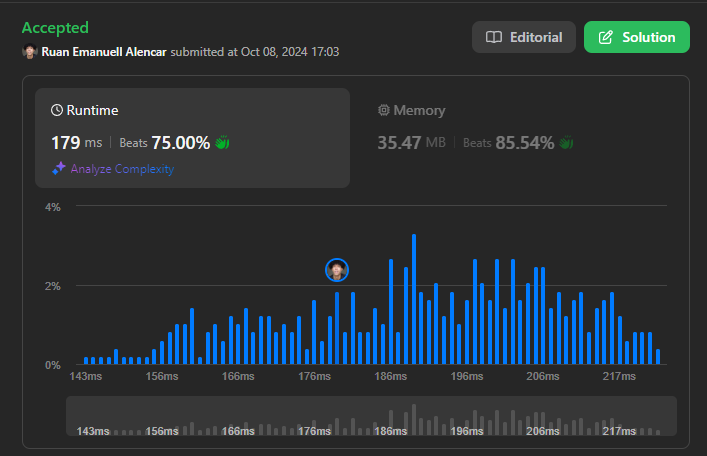 Accepted
Ruan Emanuell Alencar submitted at Oct 08, 2024 17:03
Editorial
Solution
Runtime
179 ms | Beats 75.00%
Analyze Complexity
Memory
35.47 MB | Beats 85.54%
4%
2%
0%
143ms 156ms 166ms 176ms 186ms 196ms 206ms 217ms
143ms 156ms 166ms 176ms 186ms 196ms 206ms 217ms